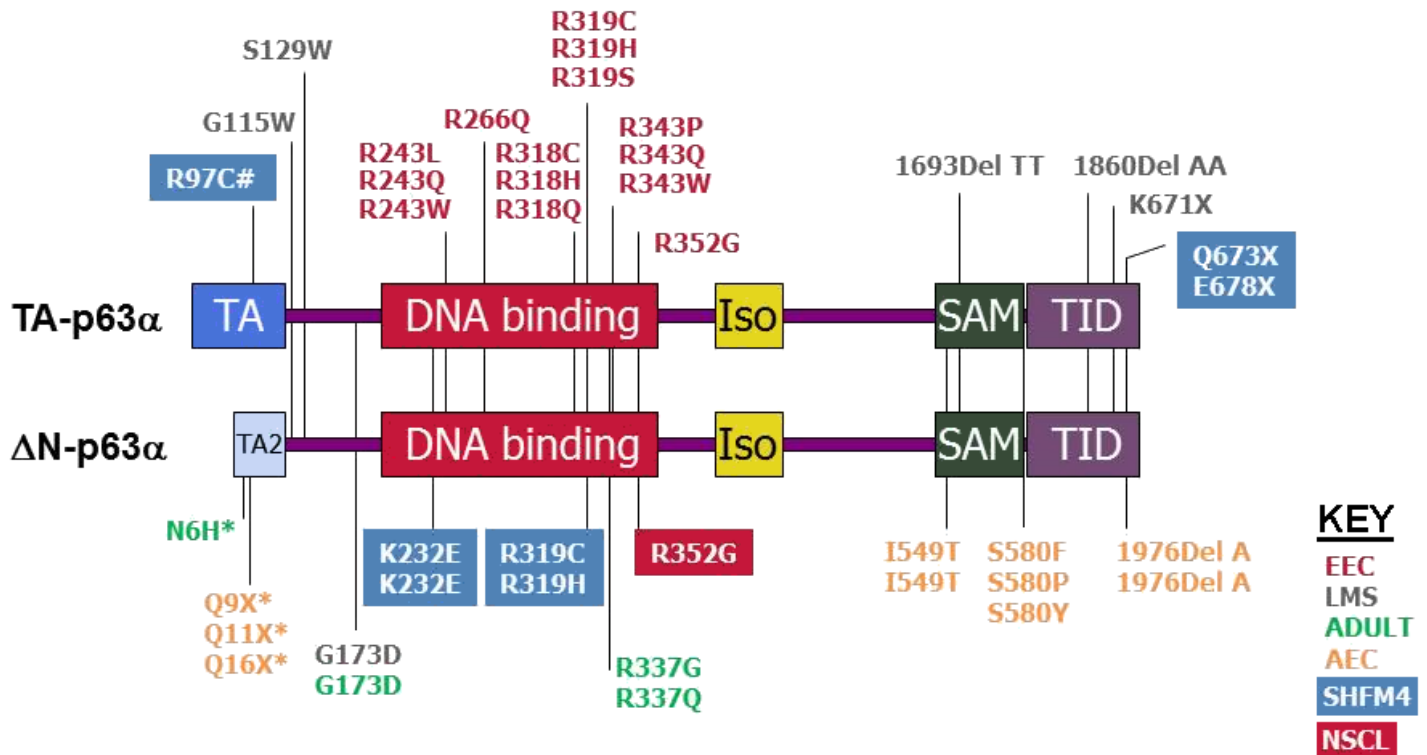 R319C
R319H
R319S
S129W
G115W
R266Q
R343P
R343Q
R343W
R243L
R243Q
R243W
R318C
R318H
R318Q
R97C#
1693Del TT
1860Del AA
K671X
R352G
Q673X
E678X
TA-p63α
TA
DNA binding
Iso
SAM
TID
ΔN-p63α
TA2
DNA binding
Iso
SAM
TID
N6H*
K232E
K232E
R319C
R319H
R352G
I549T
I549T
S580F
S580P
S580Y
1976Del A
1976Del A
Q9X*
Q11X*
Q16X*
G173D
G173D
R337G
R337Q
KEY
EEC
LMS
ADULT
AEC
SHFM4
NSCL